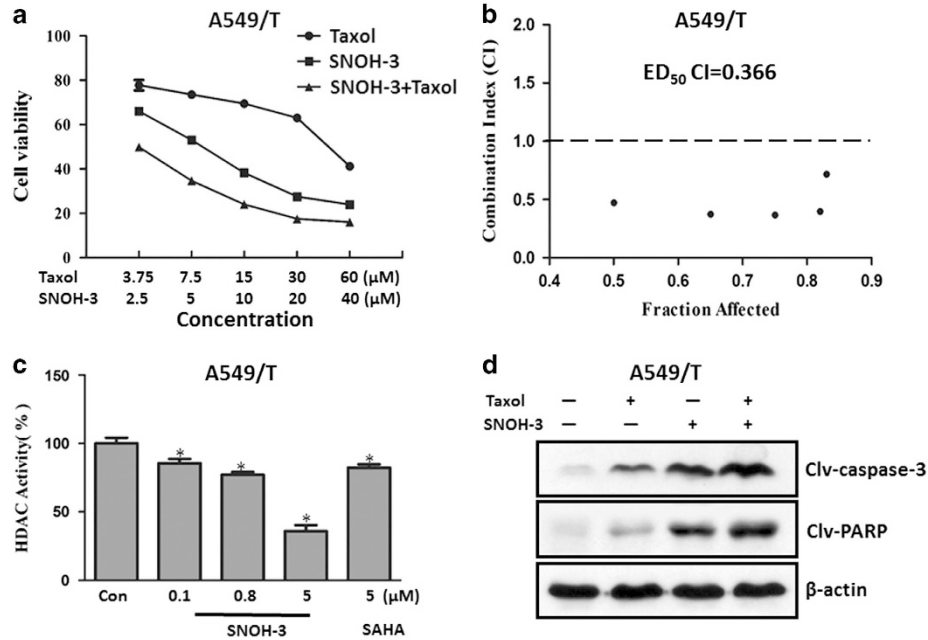 a
A549/T
Cell viability
100
80
60
40
20
0
Taxol
SNOH-3
SNOH-3+Taxol
Taxol 3.75 7.5 15 30 60 (μM)
SNOH-3 2.5 5 10 20 40 (μM)
Concentration
b
A549/T
Combination Index (CI)
2.0
1.5
1.0
0.5
0.0
ED50 CI=0.366
0.4 0.5 0.6 0.7 0.8 0.9
Fraction Affected
c
A549/T
HDAC Activity( % )
150
100
50
0
* * * *
Con 0.1 0.8 5 5 (μM)
SNOH-3 SAHA
d
A549/T
Taxol — + — +
SNOH-3 — — + +
Clv-caspase-3
Clv-PARP
β-actin